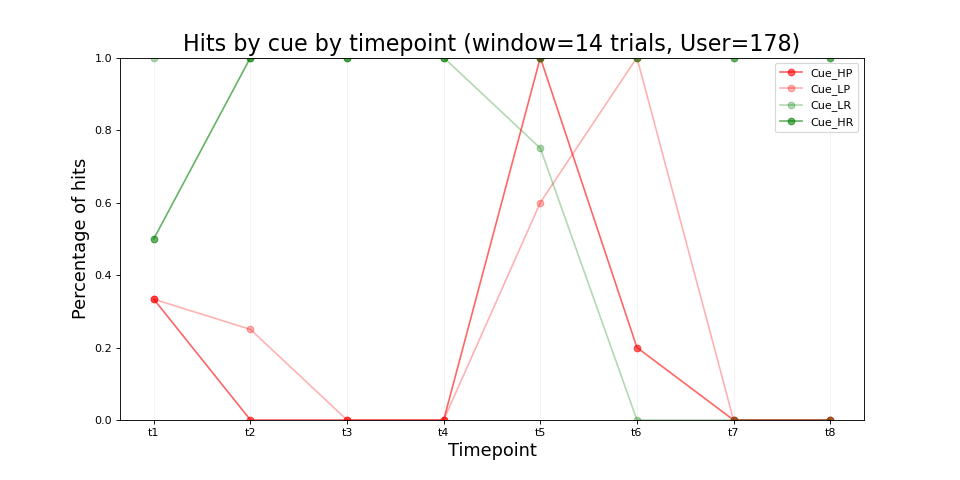 Hits by cue by timepoint (window=14 trials, User=178)
Percentage of hits
1.0
0.8
0.6
0.4
0.2
0.0
Cue_HP
Cue_LP
Cue_LR
Cue_HR
t1 t2 t3 t4 t5 t6 t7 t8
Timepoint